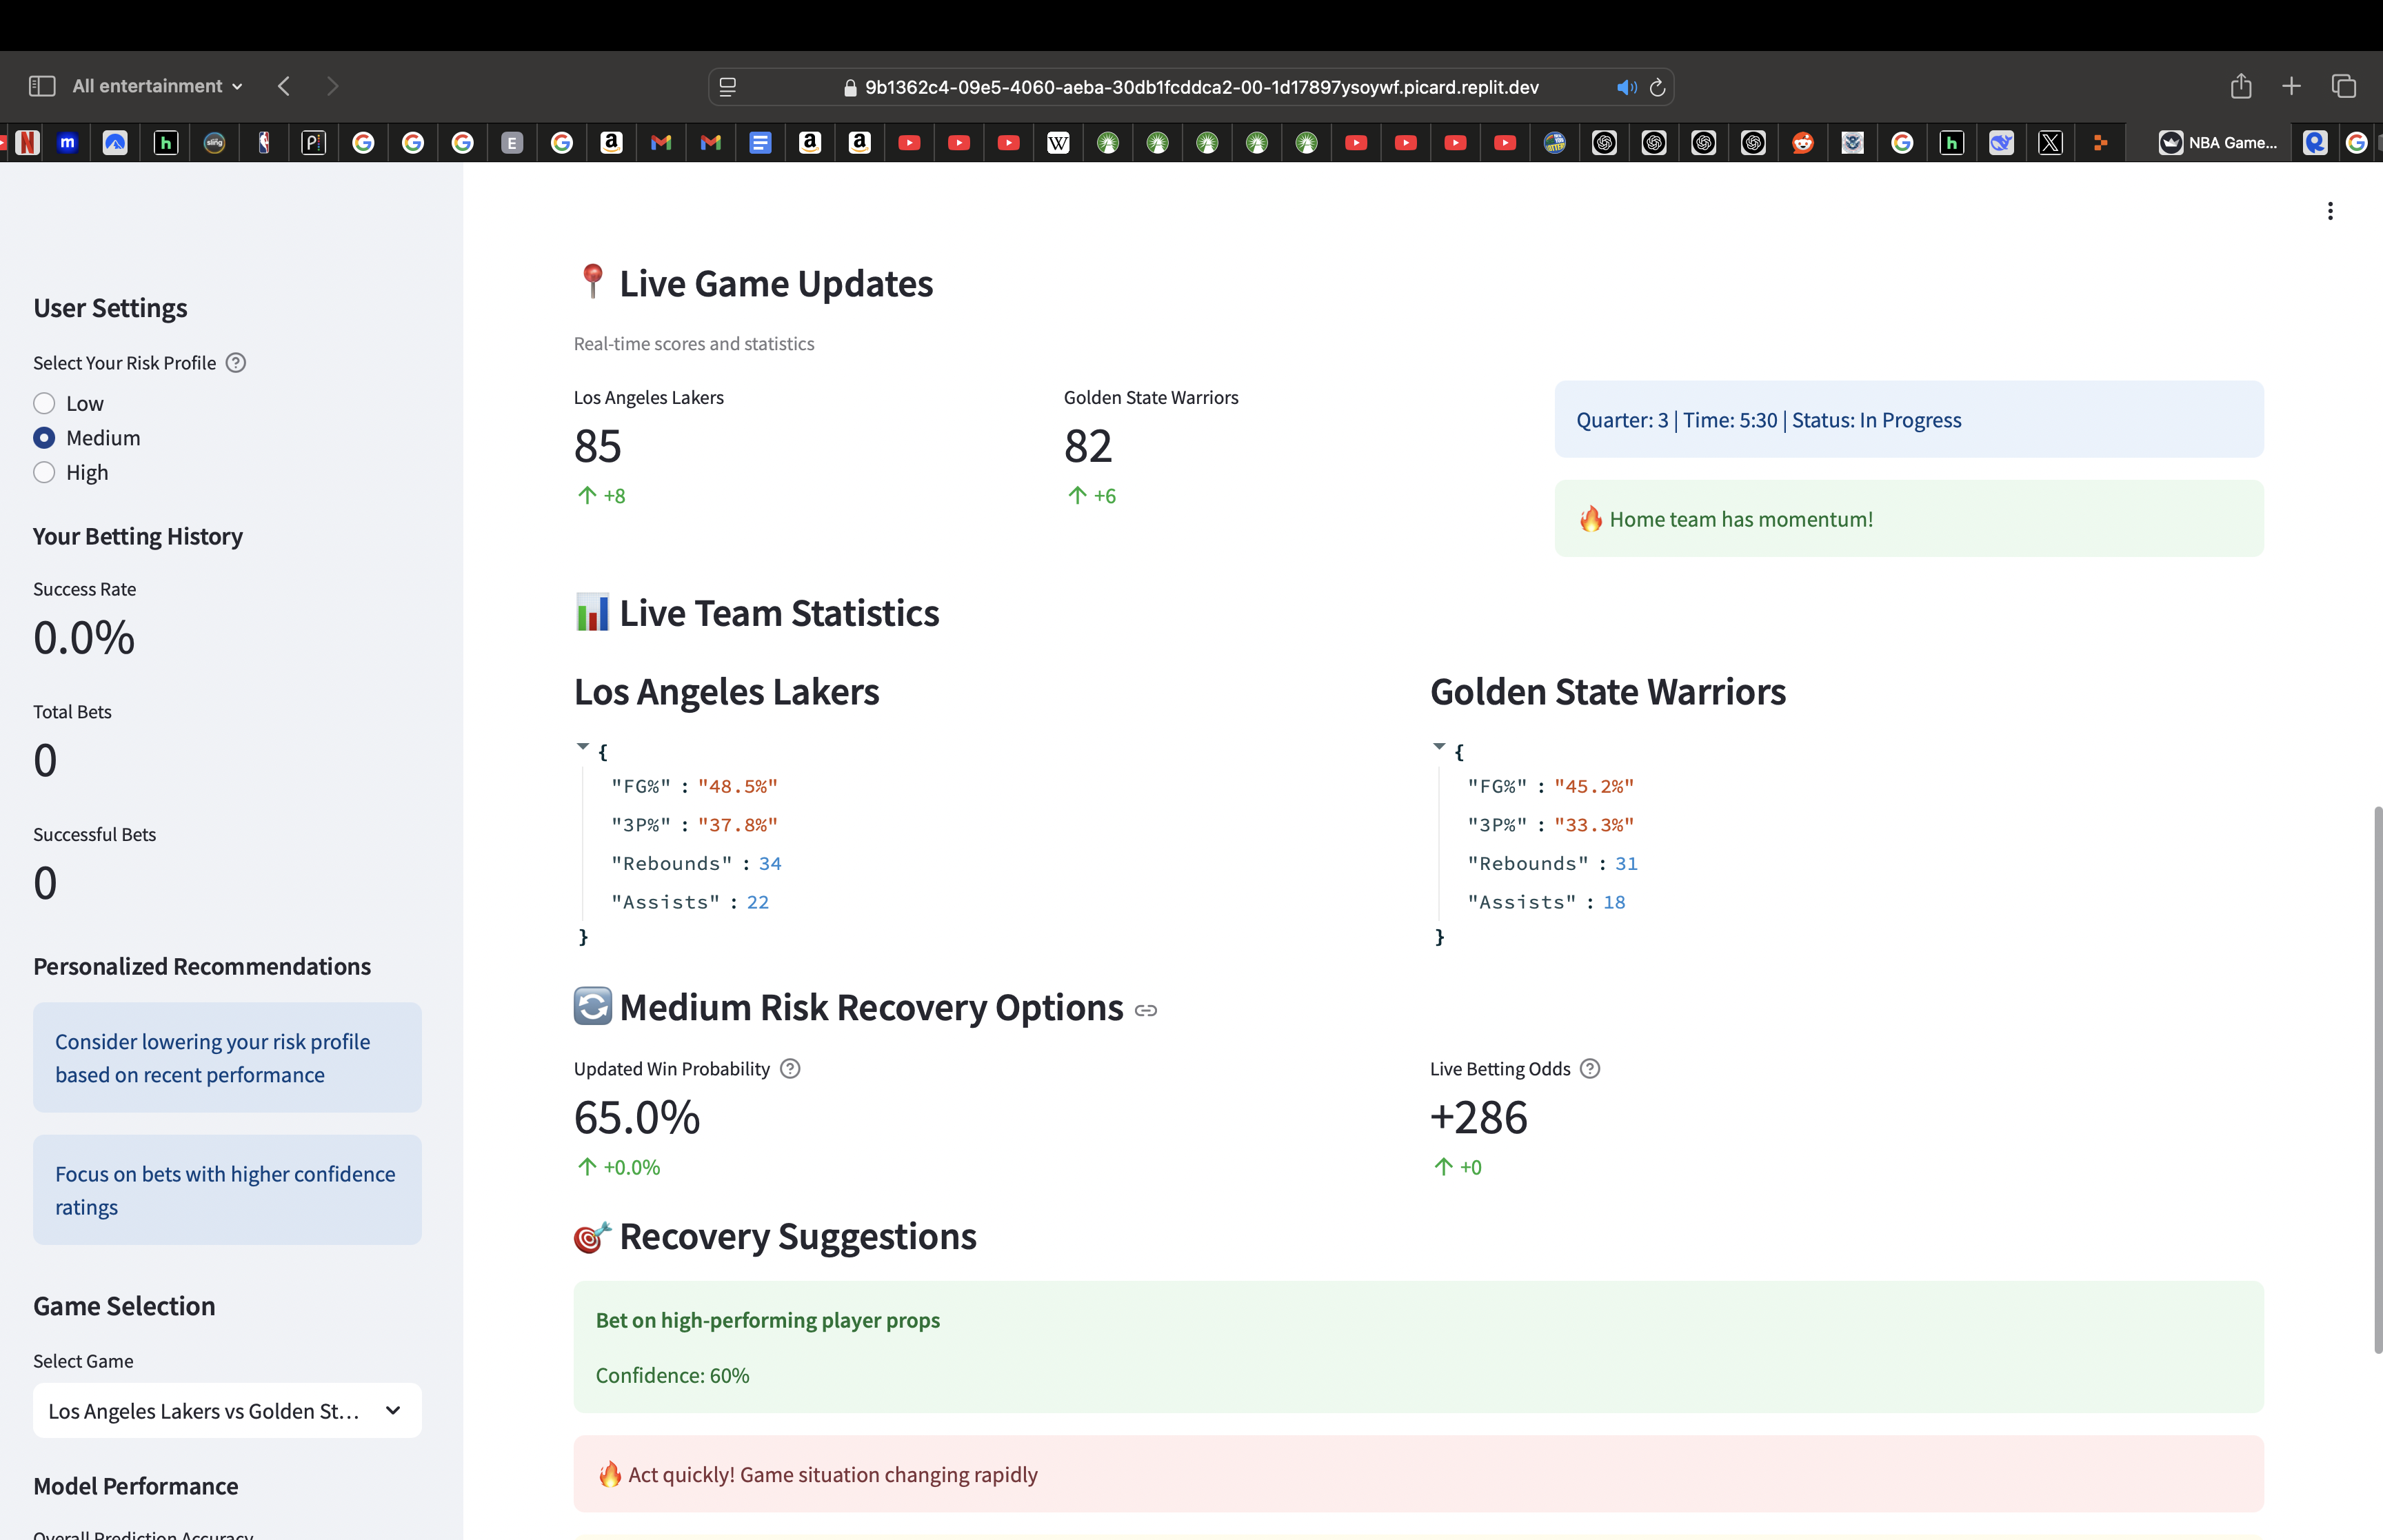 All entertainment
9b1362c4-09e5-4060-aeba-30db1fcddca2-00-1d17897ysoywf.picard.replit.dev
NBA Game...
User Settings
Select Your Risk Profile
Low
Medium
High
Your Betting History
Success Rate
0.0%
Total Bets
0
Successful Bets
0
Personalized Recommendations
Consider lowering your risk profile
based on recent performance
Focus on bets with higher confidence
ratings
Game Selection
Select Game
Los Angeles Lakers vs Golden St...
Model Performance
Overall Prediction Accuracy
Live Game Updates
Real-time scores and statistics
Los Angeles Lakers
85
+8
Golden State Warriors
82
+6
Quarter: 3 | Time: 5:30 | Status: In Progress
Home team has momentum!
Live Team Statistics
Los Angeles Lakers
{
"FG%" : "48.5%"
"3P%" : "37.8%"
"Rebounds" : 34
"Assists" : 22
}
Golden State Warriors
{
"FG%" : "45.2%"
"3P%" : "33.3%"
"Rebounds" : 31
"Assists" : 18
}
Medium Risk Recovery Options
Updated Win Probability
65.0%
+0.0%
Live Betting Odds
+286
+0
Recovery Suggestions
Bet on high-performing player props
Confidence: 60%
Act quickly! Game situation changing rapidly